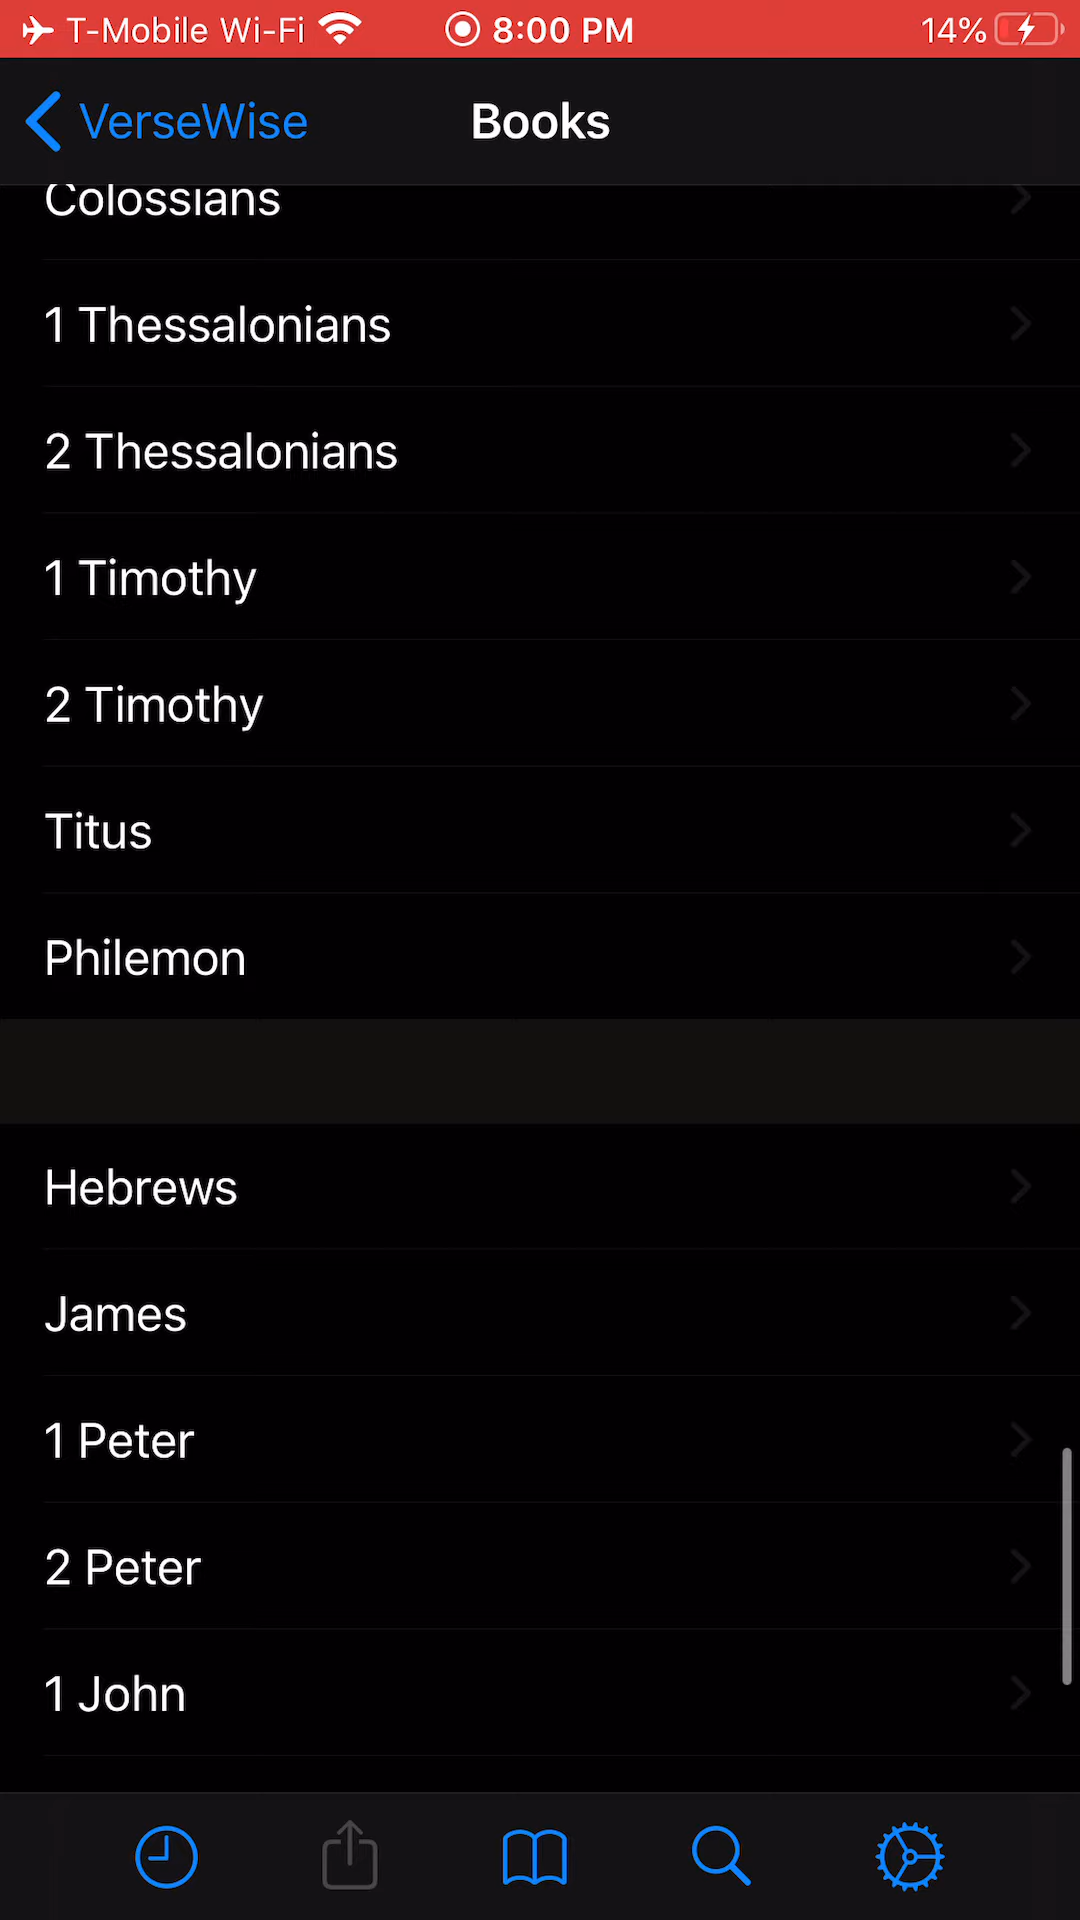 T-Mobile Wi-Fi 8:00 PM 14%
VerseWise Books
Colossians
1 Thessalonians
2 Thessalonians
1 Timothy
2 Timothy
Titus
Philemon
Hebrews
James
1 Peter
2 Peter
1 John